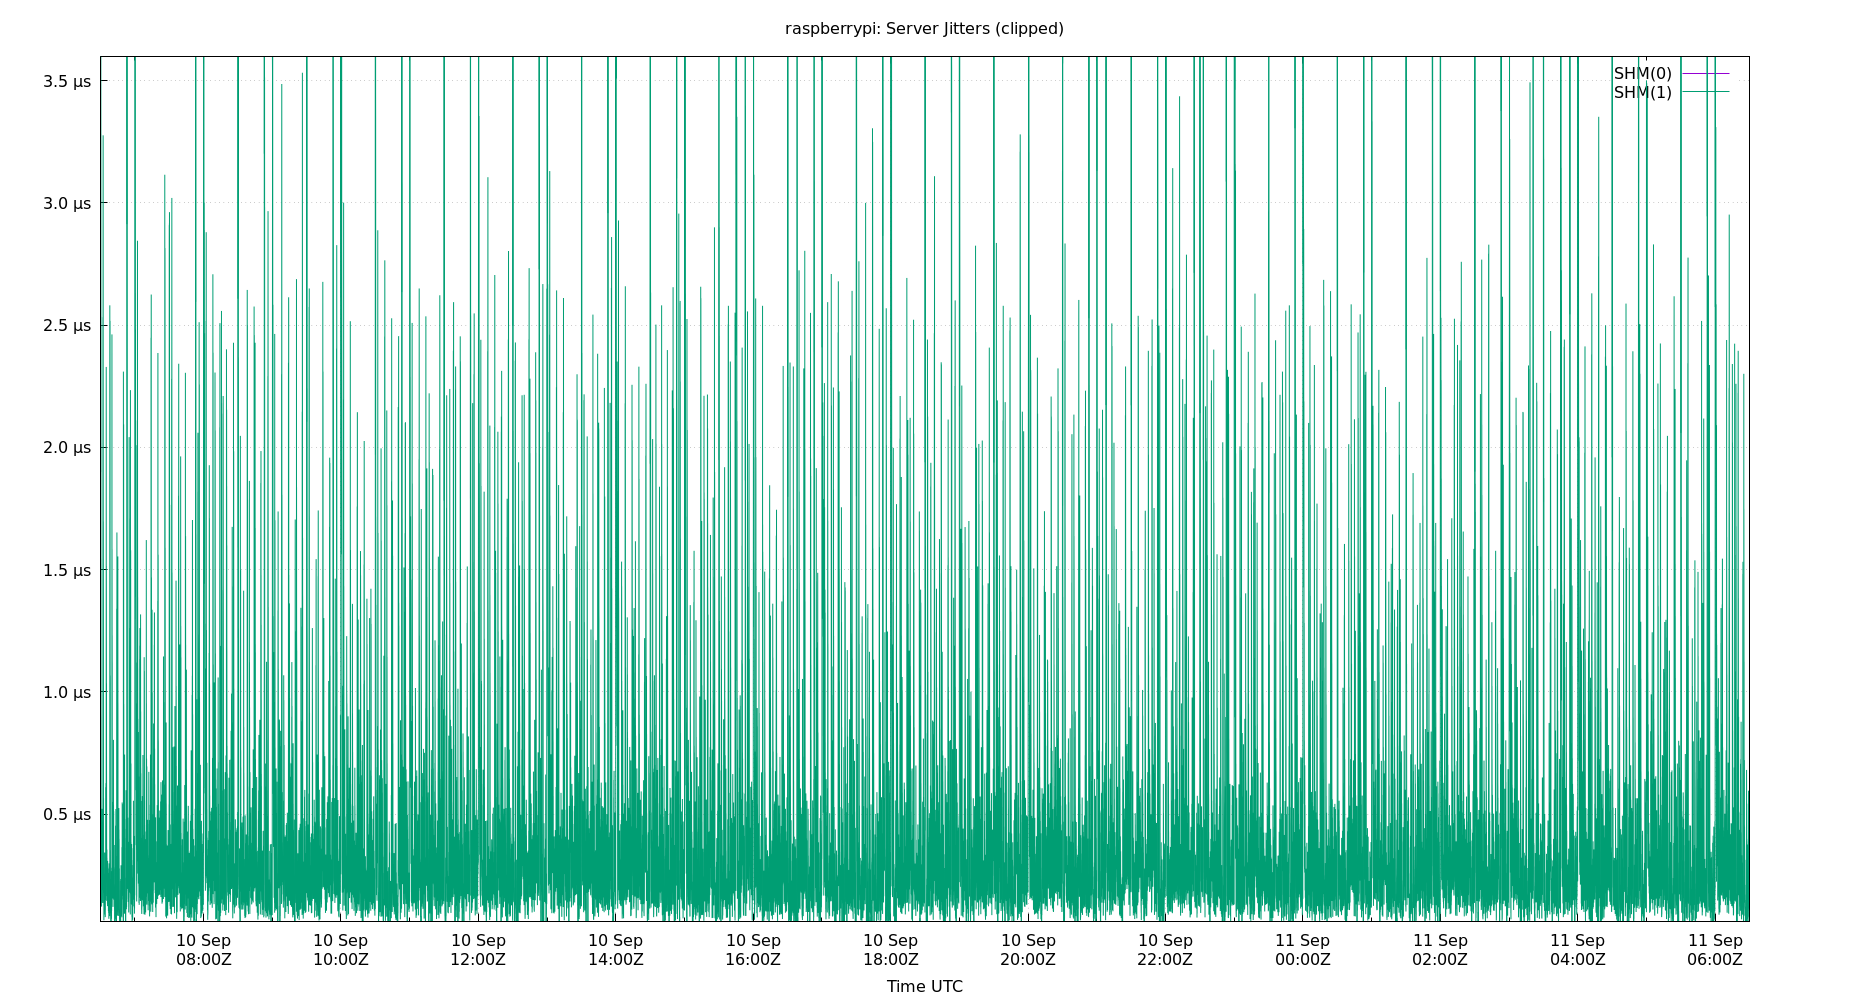 raspberrypi: Server Jitters (clipped)
SHM(0)
SHM(1)
3.5 µs
3.0 µs
2.5 µs
2.0 µs
1.5 µs
1.0 µs
0.5 µs
10 Sep 10 Sep 10 Sep 10 Sep 10 Sep 10 Sep 10 Sep 10 Sep 11 Sep 11 Sep 11 Sep 11 Sep
08:00Z 10:00Z 12:00Z 14:00Z 16:00Z 18:00Z 20:00Z 22:00Z 00:00Z 02:00Z 04:00Z 06:00Z
Time UTC